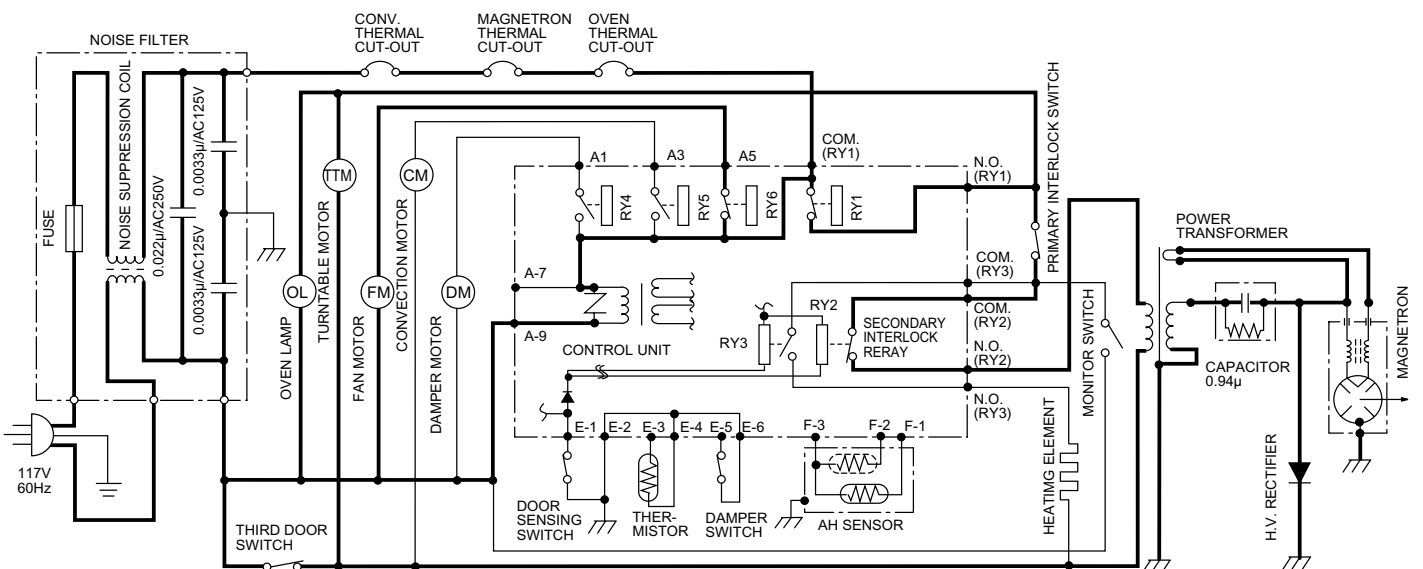 NOISE FILTER
CONV.
THERMAL
CUT-OUT
MAGNETRON
THERMAL
CUT-OUT
OVEN
THERMAL
CUT-OUT
FUSE
NOISE SUPPRESSION COIL
0.022µ/AC250V
0.0033µ/AC125V
0.0033µ/AC125V
117V
60Hz
OL
OVEN LAMP
TTM
TURNTABLE MOTOR
FM
FAN MOTOR
CM
CONVECTION MOTOR
DM
DAMPER MOTOR
A1
A3
A5
COM.
(RY1)
N.O.
(RY1)
RY4
RY5
RY6
RY1
PRIMARY INTERLOCK SWITCH
A-7
A-9
CONTROL UNIT
RY3
RY2
SECONDARY
INTERLOCK
RERAY
COM.
(RY3)
COM.
(RY2)
N.O.
(RY2)
N.O.
(RY3)
MONITOR SWITCH
POWER
TRANSFORMER
CAPACITOR
0.94µ
MAGNETRON
H.V. RECTIFIER
HEATIMG ELEMENT
E-1
E-2
E-3
E-4
E-5
E-6
F-3
F-2
F-1
DOOR
SENSING
SWITCH
THER-
MISTOR
DAMPER
SWITCH
AH SENSOR
THIRD DOOR
SWITCH